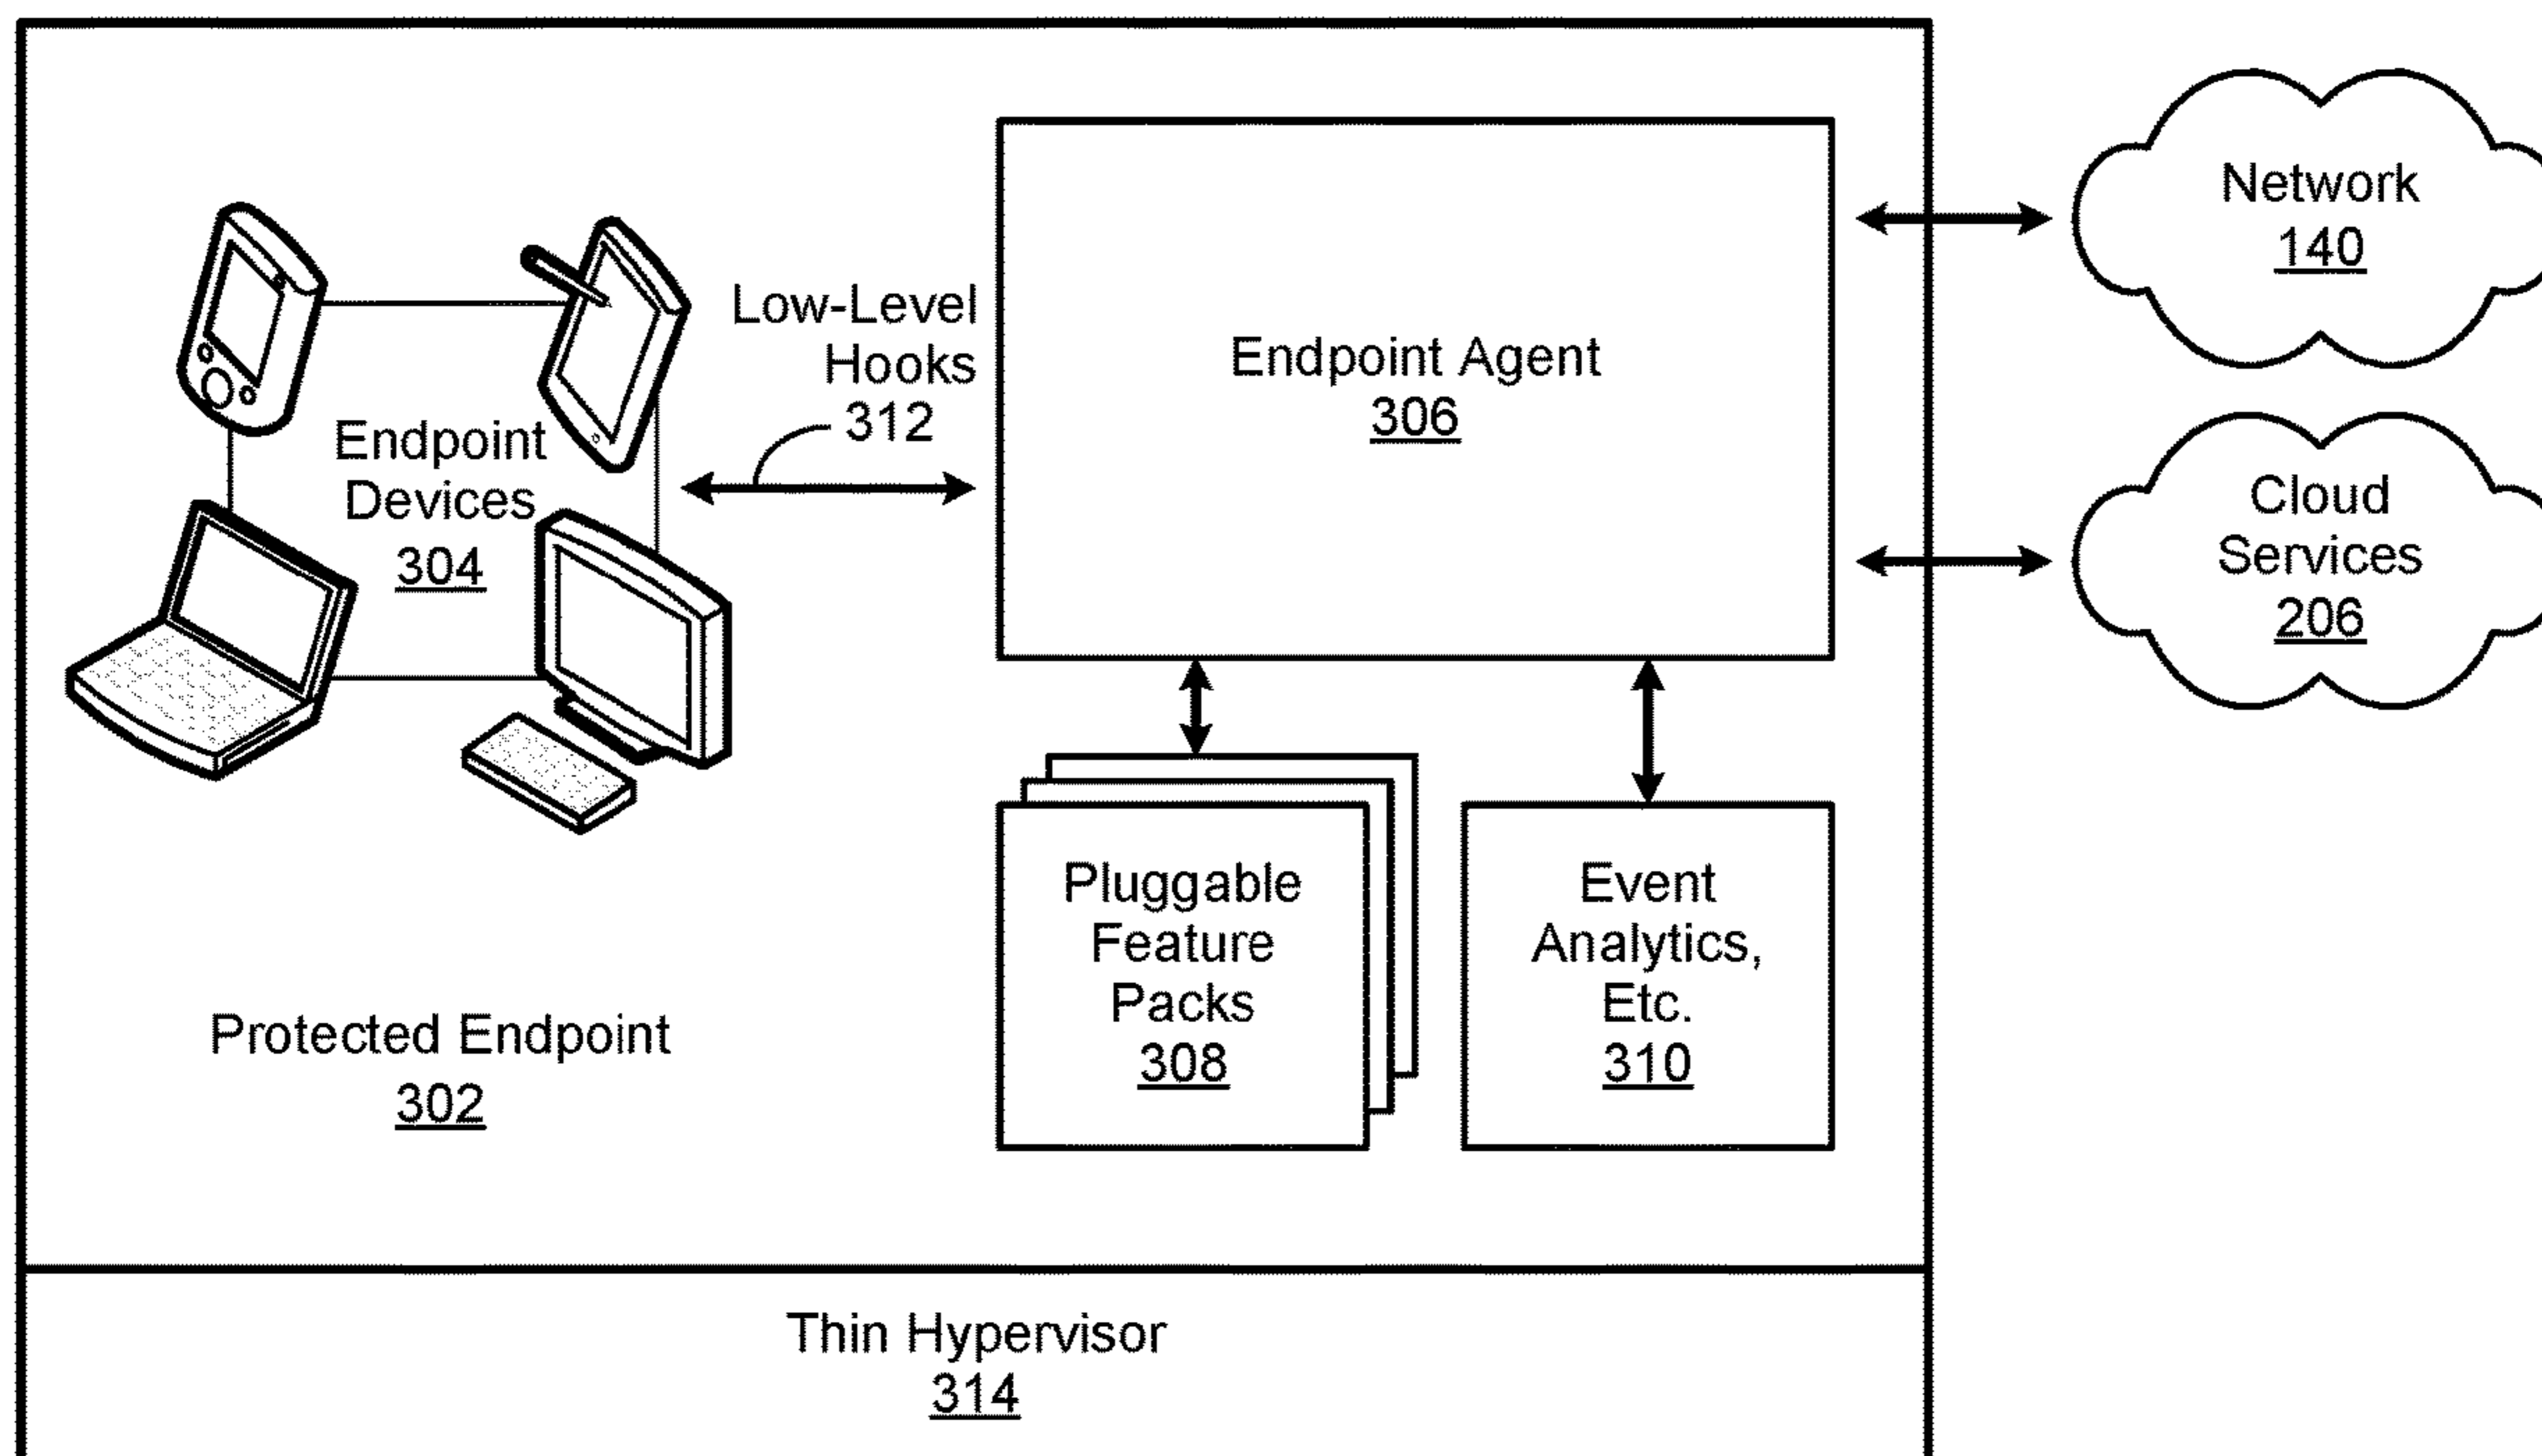 Endpoint
Devices
304
Low-Level
Hooks
312
Endpoint Agent
306
Network
140
Cloud
Services
206
Pluggable
Feature
Packs
308
Event
Analytics,
Etc.
310
Protected Endpoint
302
Thin Hypervisor
314